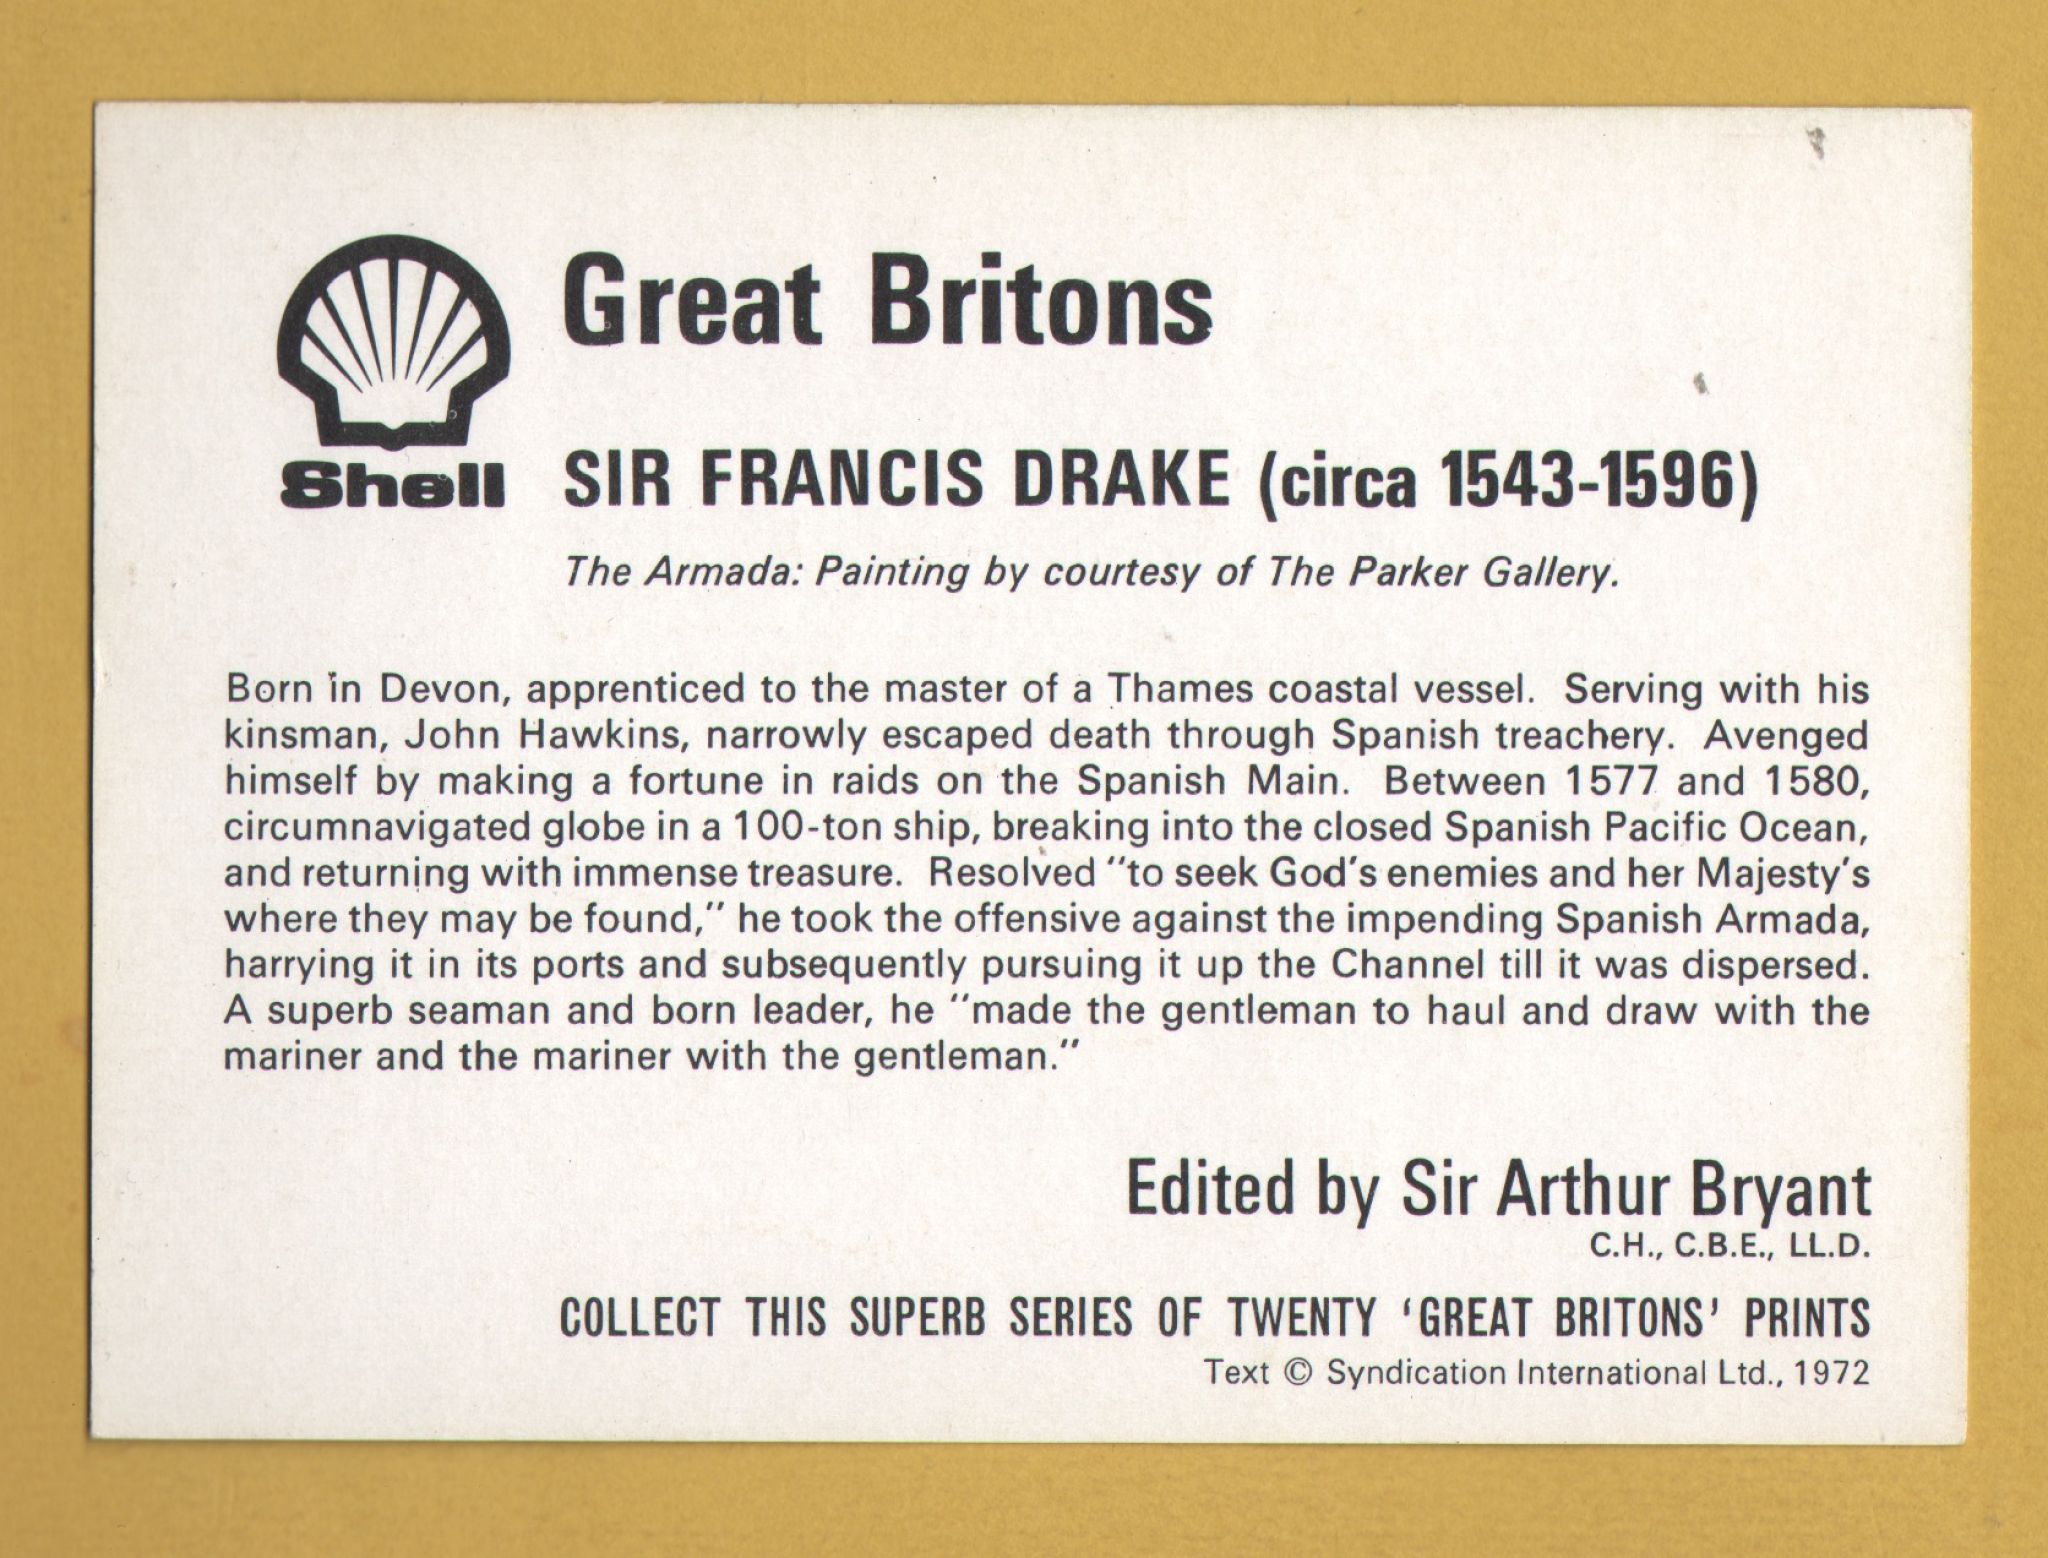 Great Britons
Shell
SIR FRANCIS DRAKE (circa 1543-1596)
The Armada: Painting by courtesy of The Parker Gallery.
Born in Devon, apprenticed to the master of a Thames coastal vessel. Serving with his
kinsman, John Hawkins, narrowly escaped death through Spanish treachery. Avenged
himself by making a fortune in raids on the Spanish Main. Between 1577 and 1580,
circumnavigated globe in a 100-ton ship, breaking into the closed Spanish Pacific Ocean,
and returning with immense treasure. Resolved "to seek God's enemies and her Majesty's
where they may be found," he took the offensive against the impending Spanish Armada,
harrying it in its ports and subsequently pursuing it up the Channel till it was dispersed.
A superb seaman and born leader, he "made the gentleman to haul and draw with the
mariner and the mariner with the gentleman."
Edited by Sir Arthur Bryant
C.H., C.B.E., LL.D.
COLLECT THIS SUPERB SERIES OF TWENTY 'GREAT BRITONS' PRINTS
Text © Syndication International Ltd., 1972